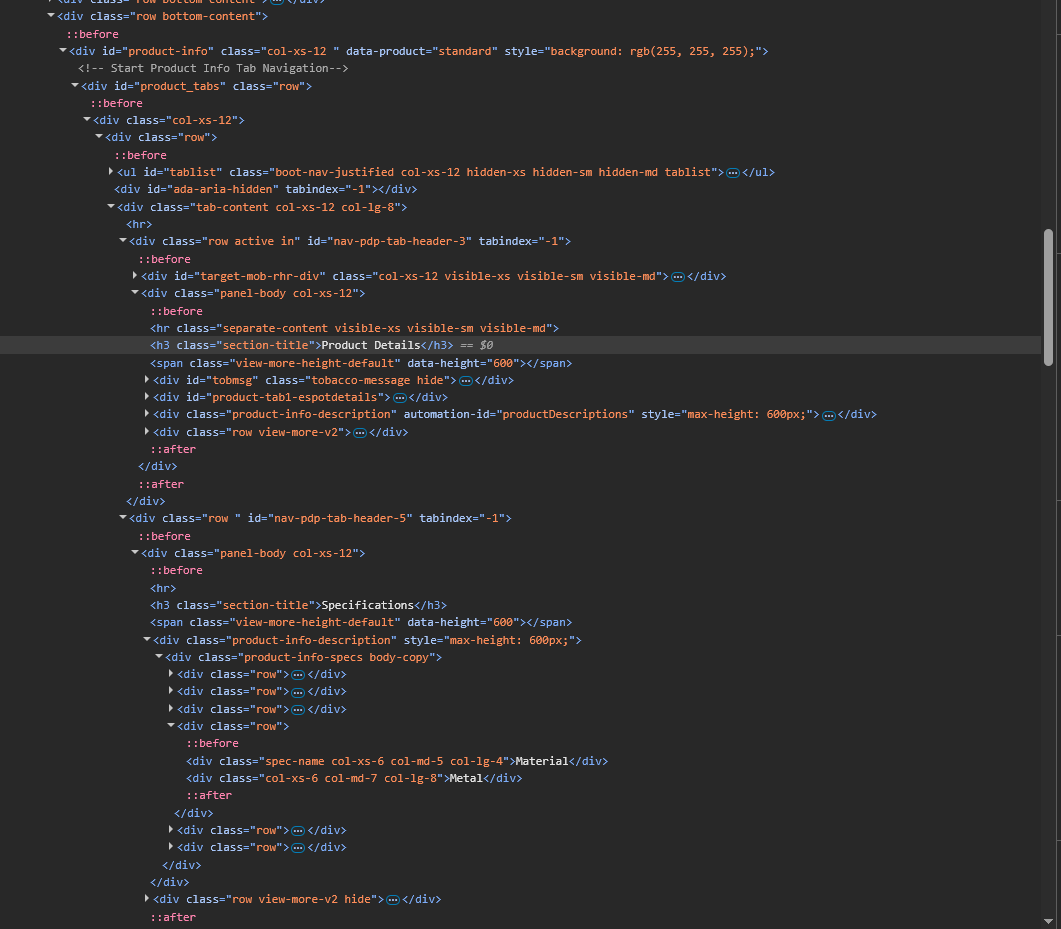 <div class="row bottom-content">⋯</div>
<div class="row bottom-content">
::before
<div id="product-info" class="col-xs-12 " data-product="standard" style="background: rgb(255, 255, 255);">
<!-- Start Product Info Tab Navigation-->
<div id="product_tabs" class="row">
::before
<div class="col-xs-12">
<div class="row">
::before
<ul id="tablist" class="boot-nav-justified col-xs-12 hidden-xs hidden-sm hidden-md tablist">⋯</ul>
<div id="ada-aria-hidden" tabindex="-1"></div>
<div class="tab-content col-xs-12 col-lg-8">
<hr>
<div class="row active in" id="nav-pdp-tab-header-3" tabindex="-1">
::before
<div id="target-mob-rhr-div" class="col-xs-12 visible-xs visible-sm visible-md">⋯</div>
<div class="panel-body col-xs-12">
::before
<hr class="separate-content visible-xs visible-sm visible-md">
<h3 class="section-title">Product Details</h3> == $0
<span class="view-more-height-default" data-height="600"></span>
<div id="tobmsg" class="tobacco-message hide">⋯</div>
<div id="product-tab1-espotdetails">⋯</div>
<div class="product-info-description" automation-id="productDescriptions" style="max-height: 600px;">⋯</div>
<div class="row view-more-v2">⋯</div>
::after
</div>
::after
</div>
<div class="row " id="nav-pdp-tab-header-5" tabindex="-1">
::before
<div class="panel-body col-xs-12">
::before
<hr>
<h3 class="section-title">Specifications</h3>
<span class="view-more-height-default" data-height="600"></span>
<div class="product-info-description" style="max-height: 600px;">
<div class="product-info-specs body-copy">
<div class="row">⋯</div>
<div class="row">⋯</div>
<div class="row">⋯</div>
<div class="row">
::before
<div class="spec-name col-xs-6 col-md-5 col-lg-4">Material</div>
<div class="col-xs-6 col-md-7 col-lg-8">Metal</div>
::after
</div>
<div class="row">⋯</div>
<div class="row">⋯</div>
</div>
</div>
<div class="row view-more-v2 hide">⋯</div>
::after